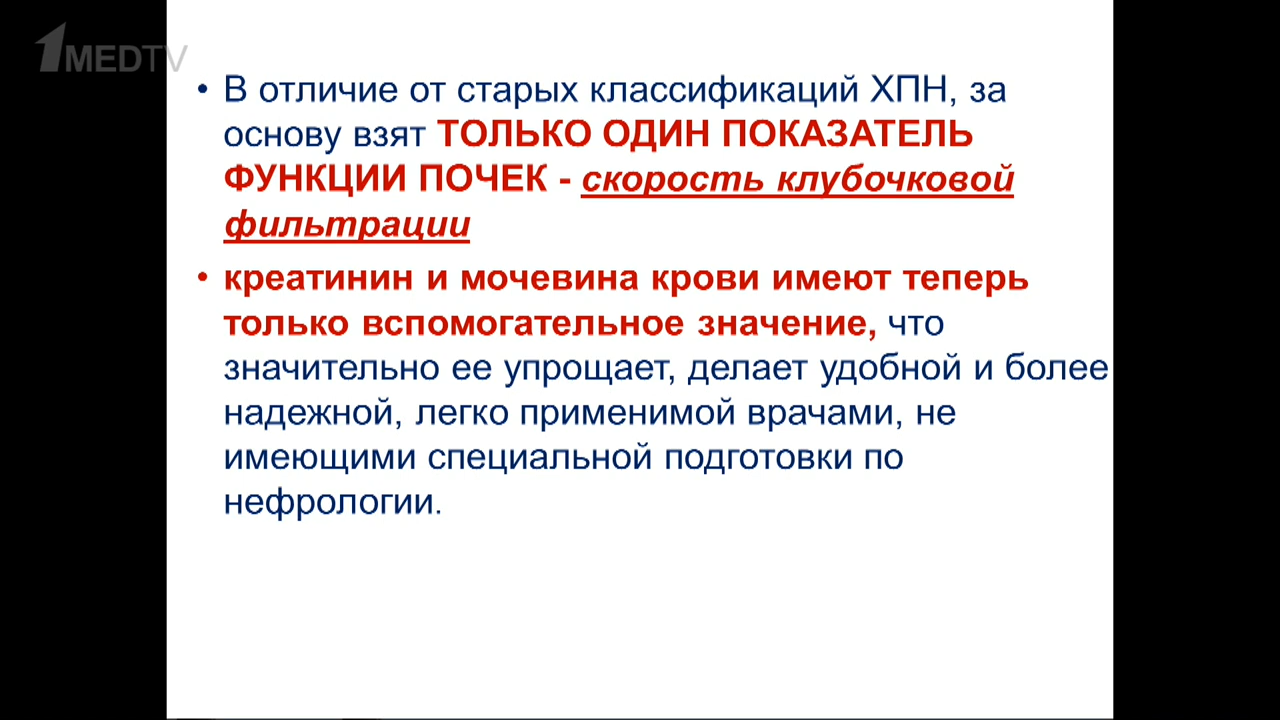 1MEDTV
• В отличие от старых классификаций ХПН, за
основу взят ТОЛЬКО ОДИН ПОКАЗАТЕЛЬ
ФУНКЦИИ ПОЧЕК - скорость клубочковой
фильтрации
• креатинин и мочевина крови имеют теперь
только вспомогательное значение, что
значительно ее упрощает, делает удобной и более
надежной, легко применимой врачами, не
имеющими специальной подготовки по
нефрологии.